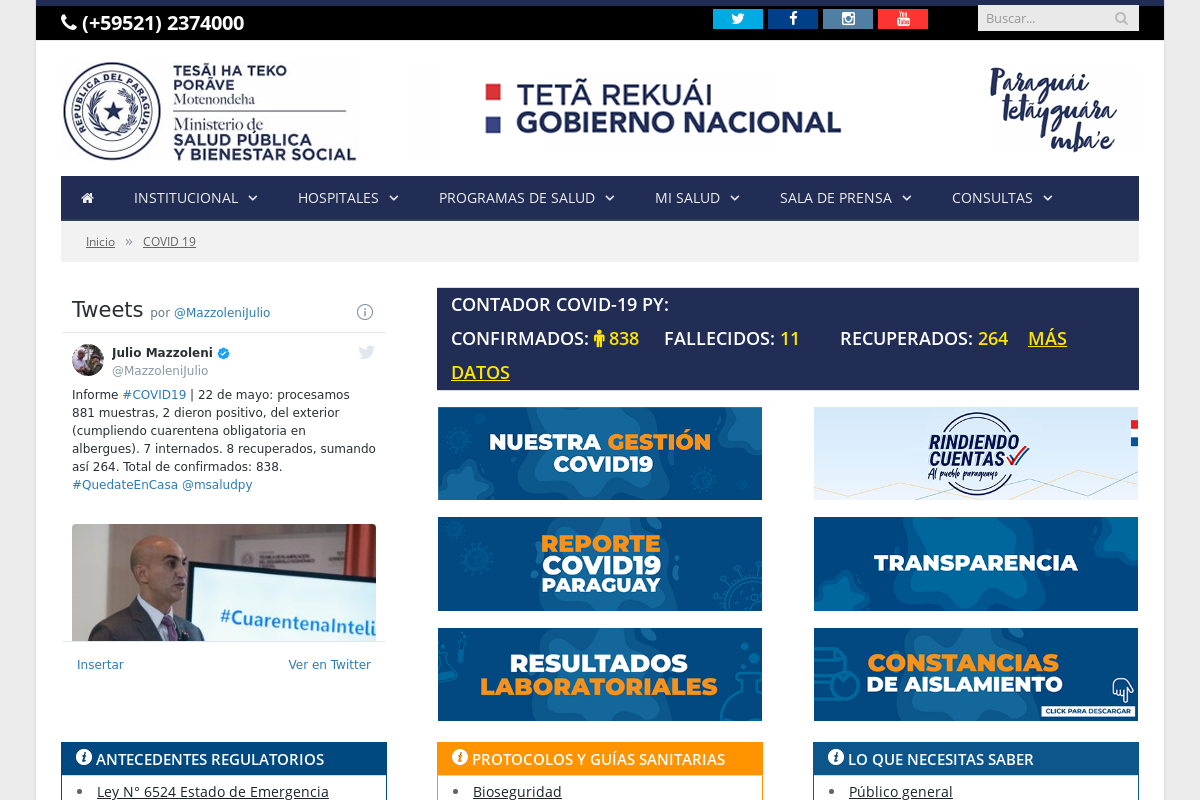 (+59521) 2374000
Buscar...
REPUBLICA DEL PARAGUAY
TESÃI HA TEKO
PORÃVE
Motenondeha
Ministerio de
SALUD PÚBLICA
Y BIENESTAR SOCIAL
TETÃ REKUÁI
GOBIERNO NACIONAL
Paraguái
tetãyguára
mba'e
INSTITUCIONAL HOSPITALES PROGRAMAS DE SALUD MI SALUD SALA DE PRENSA CONSULTAS
Inicio » COVID 19
Tweets por @MazzoleniJulio
Julio Mazzoleni
@MazzoleniJulio
Informe #COVID19 | 22 de mayo: procesamos
881 muestras, 2 dieron positivo, del exterior
(cumpliendo cuarentena obligatoria en
albergues). 7 internados. 8 recuperados, sumando
así 264. Total de confirmados: 838.
#QuedateEnCasa @msaludpy
#CuarentenaInteli
Insertar Ver en Twitter
CONTADOR COVID-19 PY:
CONFIRMADOS: 838 FALLECIDOS: 11 RECUPERADOS: 264 MÁS
DATOS
NUESTRA GESTIÓN
COVID19
RINDIENDO
CUENTAS
Al pueblo paraguayo
REPORTE
COVID19
PARAGUAY
TRANSPARENCIA
RESULTADOS
LABORATORIALES
CONSTANCIAS
DE AISLAMIENTO
CLICK PARA DESCARGAR
ANTECEDENTES REGULATORIOS
Ley N° 6524 Estado de Emergencia
PROTOCOLOS Y GUÍAS SANITARIAS
Bioseguridad
LO QUE NECESITAS SABER
Público general